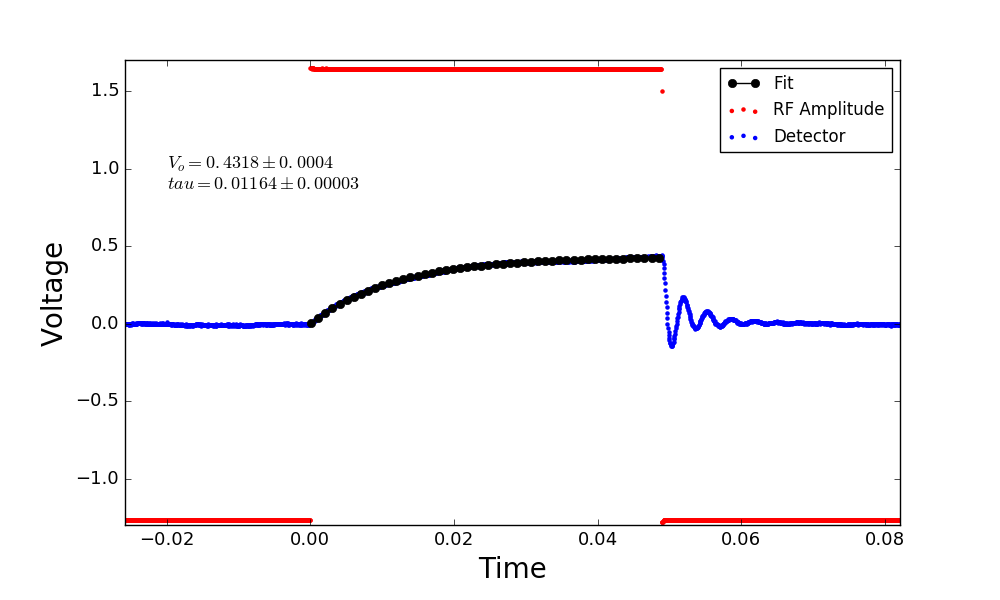 1.5
1.0
0.5
0.0
−0.5
−1.0
−0.02
0.00
0.02
0.04
0.06
0.08
Voltage
Time
V_o = 0.4318 ± 0.0004
tau = 0.01164 ± 0.00003
Fit
RF Amplitude
Detector